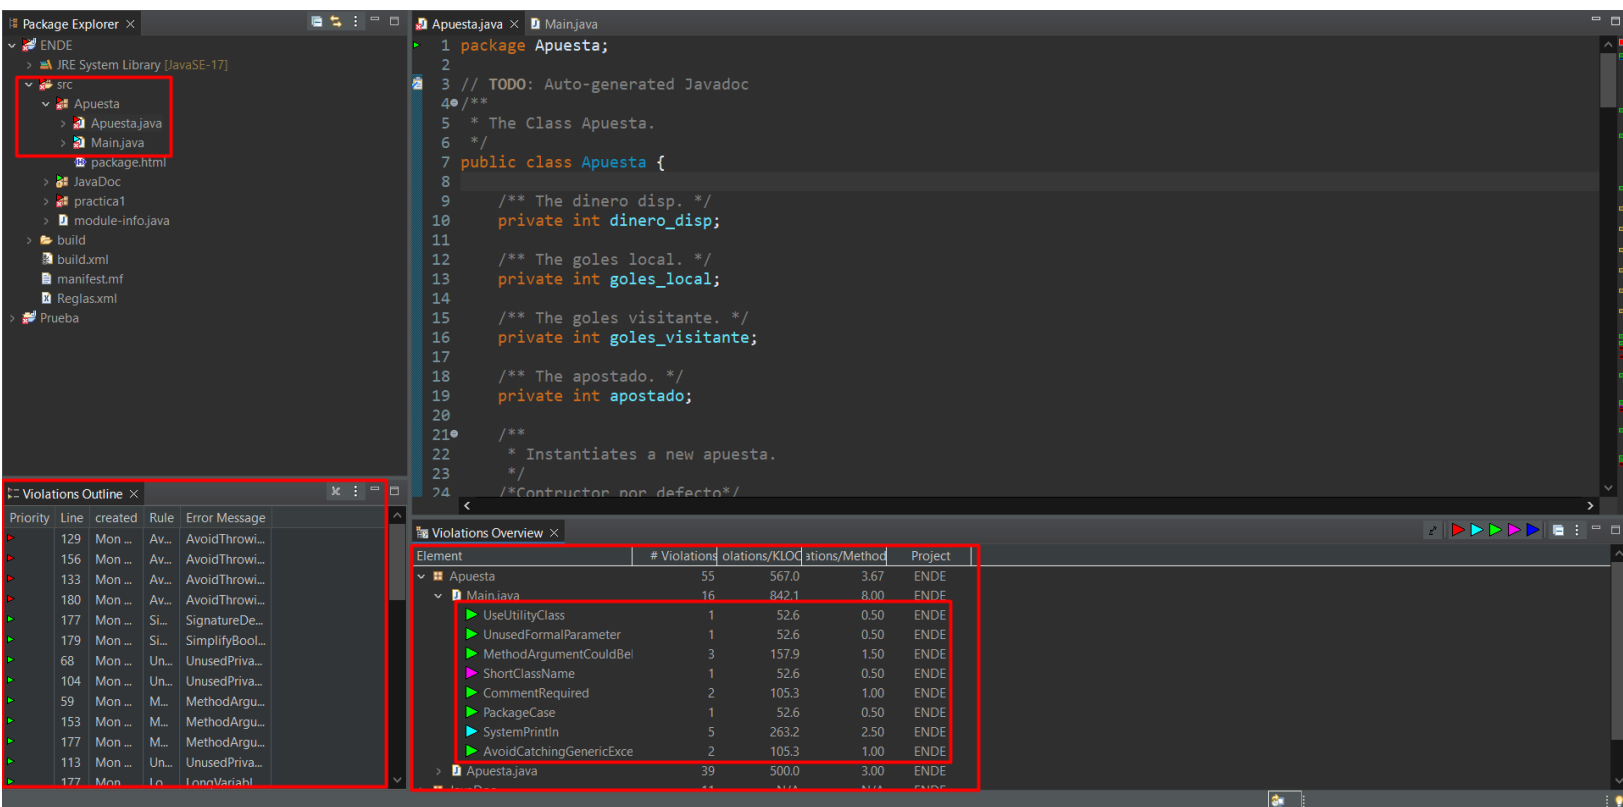 Package Explorer
ENDE
JRE System Library [JavaSE-17]
src
Apuesta
Apuesta.java
Main.java
package.html
JavaDoc
practica1
module-info.java
build
build.xml
manifest.mf
Reglas.xml
Prueba
Apuesta.java Main.java
1 package Apuesta;
2
3 // TODO: Auto-generated Javadoc
4 /**
5 * The Class Apuesta.
6 */
7 public class Apuesta {
8
9 /** The dinero disp. */
10 private int dinero_disp;
11
12 /** The goles local. */
13 private int goles_local;
14
15 /** The goles visitante. */
16 private int goles_visitante;
17
18 /** The apostado. */
19 private int apostado;
20
21 /**
22 * Instantiates a new apuesta.
23 */
24 /*Contructor por defecto*/
Violations Outline
Priority Line created Rule Error Message
129 Mon ... Av... AvoidThrowi...
156 Mon ... Av... AvoidThrowi...
133 Mon ... Av... AvoidThrowi...
180 Mon ... Av... AvoidThrowi...
177 Mon ... Si... SignatureDe...
179 Mon ... Si... SimplifyBool...
68 Mon ... Un... UnusedPriva...
104 Mon ... Un... UnusedPriva...
59 Mon ... M... MethodArgu...
153 Mon ... M... MethodArgu...
177 Mon ... M... MethodArgu...
113 Mon ... Un... UnusedPriva...
177 Mon ... Lo... LongVariabl...
Violations Overview
Element # Violations olations/KLOC ations/Method Project
Apuesta 55 567.0 3.67 ENDE
Main.java 16 842.1 8.00 ENDE
UseUtilityClass 1 52.6 0.50 ENDE
UnusedFormalParameter 1 52.6 0.50 ENDE
MethodArgumentCouldBe 3 157.9 1.50 ENDE
ShortClassName 1 52.6 0.50 ENDE
CommentRequired 2 105.3 1.00 ENDE
PackageCase 1 52.6 0.50 ENDE
SystemPrintln 5 263.2 2.50 ENDE
AvoidCatchingGenericExce 2 105.3 1.00 ENDE
Apuesta.java 39 500.0 3.00 ENDE
JavaDoc 11 N/A N/A ENDE